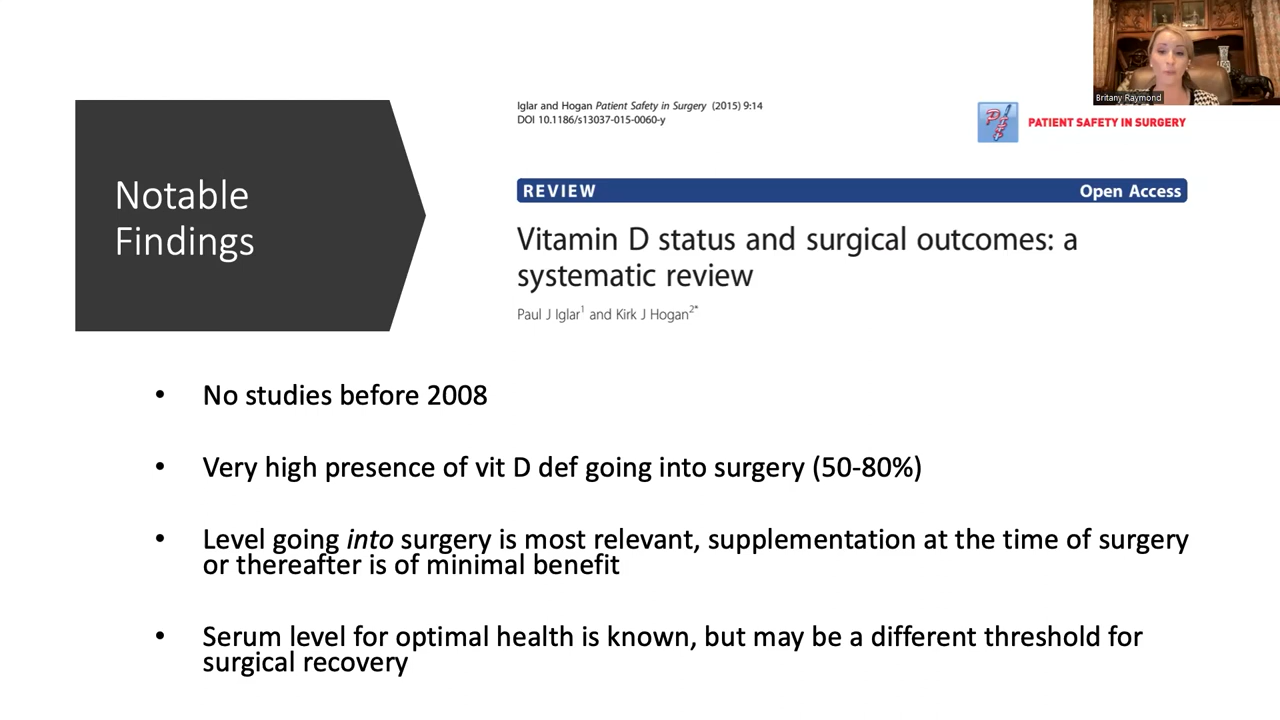 Britany Raymond
Iglar and Hogan Patient Safety in Surgery (2015) 9:14
DOI 10.1186/s13037-015-0060-y
PATIENT SAFETY IN SURGERY
Notable
Findings
REVIEW Open Access
Vitamin D status and surgical outcomes: a
systematic review
Paul J Iglar1 and Kirk J Hogan2*
• No studies before 2008
• Very high presence of vit D def going into surgery (50-80%)
• Level going into surgery is most relevant, supplementation at the time of surgery
or thereafter is of minimal benefit
• Serum level for optimal health is known, but may be a different threshold for
surgical recovery